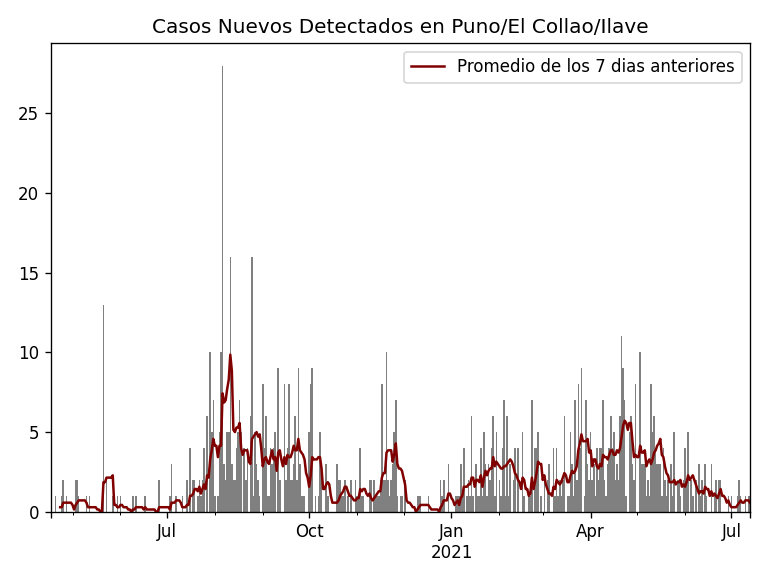 Casos Nuevos Detectados en Puno/El Collao/Ilave
Promedio de los 7 dias anteriores
25
20
15
10
5
0
Jul
Oct
Jan
2021
Apr
Jul